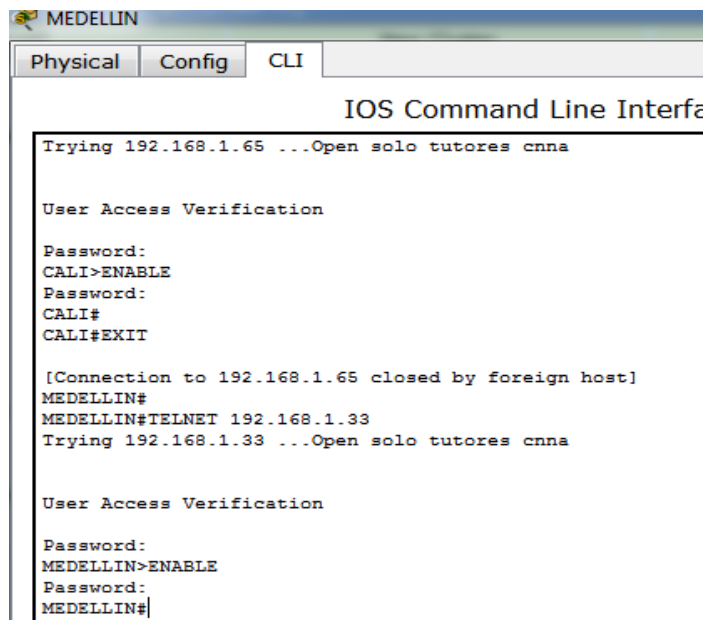 MEDELLIN
Physical Config CLI
IOS Command Line Interfa
Trying 192.168.1.65 ...Open solo tutores cnna
User Access Verification
Password:
CALI>ENABLE
Password:
CALI#
CALI#EXIT
[Connection to 192.168.1.65 closed by foreign host]
MEDELLIN#
MEDELLIN#TELNET 192.168.1.33
Trying 192.168.1.33 ...Open solo tutores cnna
User Access Verification
Password:
MEDELLIN>ENABLE
Password:
MEDELLIN#